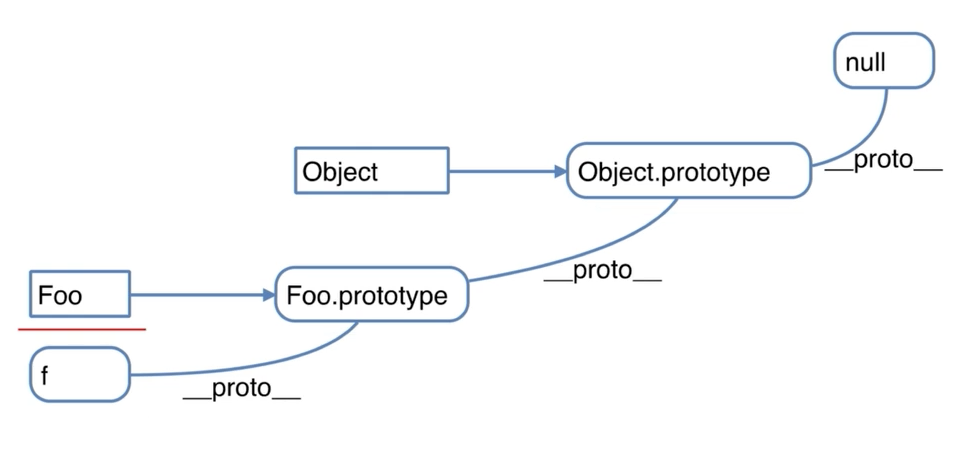 null
__proto__
Object
Object.prototype
__proto__
Foo
Foo.prototype
f
__proto__